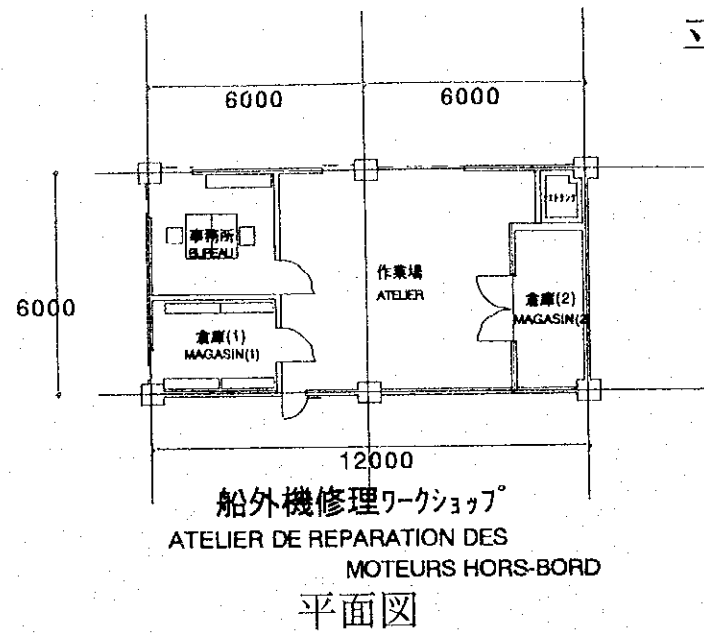 6000
6000
6000
事務所
BUREAU
作業場
ATELIER
倉庫(1)
MAGASIN(1)
倉庫(2)
MAGASIN(2
12000
船外機修理ワークショップ
ATELIER DE REPARATION DES
MOTEURS HORS-BORD
平面図